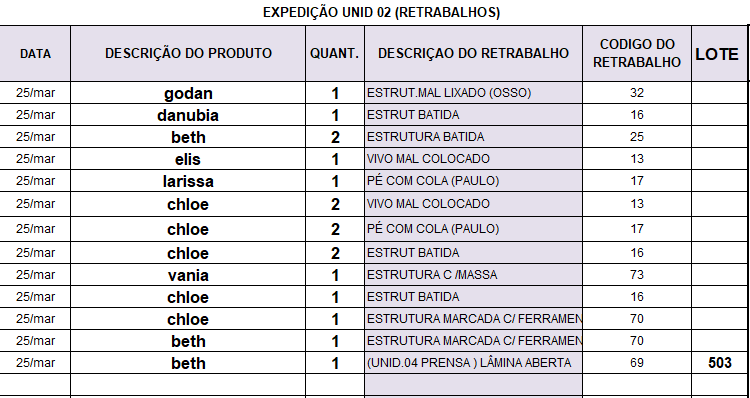 EXPEDIÇÃO UNID 02 (RETRABALHOS)
DATA DESCRIÇÃO DO PRODUTO QUANT. DESCRIÇAO DO RETRABALHO CODIGO DO RETRABALHO LOTE
25/mar godan 1 ESTRUT.MAL LIXADO (OSSO) 32
25/mar danubia 1 ESTRUT BATIDA 16
25/mar beth 2 ESTRUTURA BATIDA 25
25/mar elis 1 VIVO MAL COLOCADO 13
25/mar larissa 1 PÉ COM COLA (PAULO) 17
25/mar chloe 2 VIVO MAL COLOCADO 13
25/mar chloe 2 PÉ COM COLA (PAULO) 17
25/mar chloe 2 ESTRUT BATIDA 16
25/mar vania 1 ESTRUTURA C /MASSA 73
25/mar chloe 1 ESTRUT BATIDA 16
25/mar chloe 1 ESTRUTURA MARCADA C/ FERRAMEN 70
25/mar beth 1 ESTRUTURA MARCADA C/ FERRAMEN 70
25/mar beth 1 (UNID.04 PRENSA ) LÂMINA ABERTA 69 503